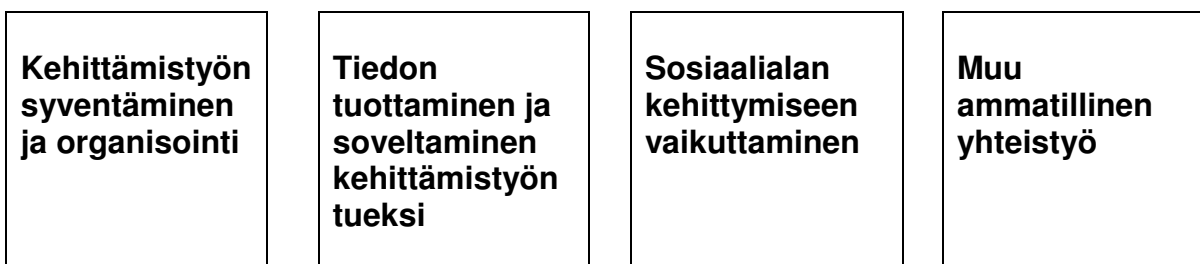 Kehittämistyön
syventäminen
ja organisointi
Tiedon
tuottaminen ja
soveltaminen
kehittämistyön
tueksi
Sosiaalialan
kehittymiseen
vaikuttaminen
Muu
ammatillinen
yhteistyö